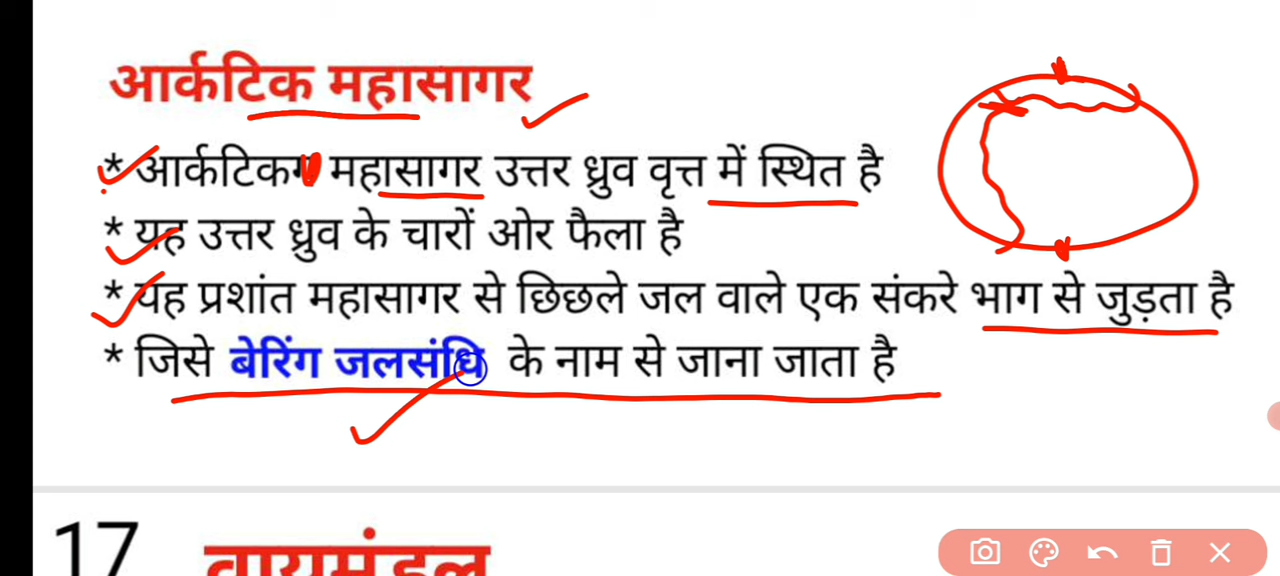 आर्कटिक महासागर
* आर्कटिक महासागर उत्तर ध्रुव वृत्त में स्थित है
* यह उत्तर ध्रुव के चारों ओर फैला है
* यह प्रशांत महासागर से छिछले जल वाले एक संकरे भाग से जुड़ता है
* जिसे बेरिंग जलसंधि के नाम से जाना जाता है
17 वायुमंडल